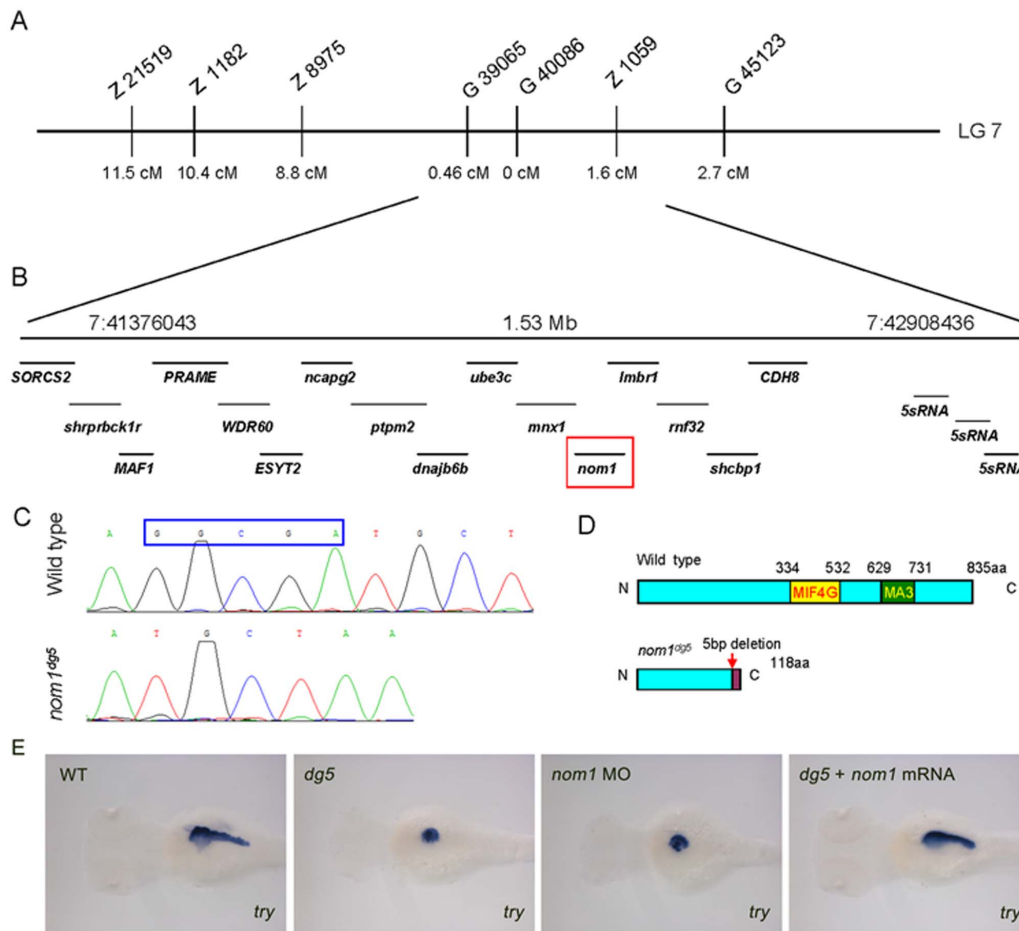 A
Z 21519 Z 1182 Z 8975 G 39065 G 40086 Z 1059 G 45123
LG 7
11.5 cM 10.4 cM 8.8 cM 0.46 cM 0 cM 1.6 cM 2.7 cM
B
7:41376043 1.53 Mb 7:42908436
SORCS2 PRAME ncapg2 ube3c lmbr1 CDH8
5sRNA
shrprbck1r WDR60 ptpm2 mnx1 rnf32
5sRNA
MAF1 ESYT2 dnajb6b nom1 shcbp1 5sRNA
C
Wild type
A G G C G A T G C T
nom1dg5
A T G C T A A
D
Wild type 334 532 629 731 835aa
N MIF4G MA3 C
nom1dg5 5bp deletion
118aa
N C
E
WT dg5 nom1 MO dg5 + nom1 mRNA
try try try try